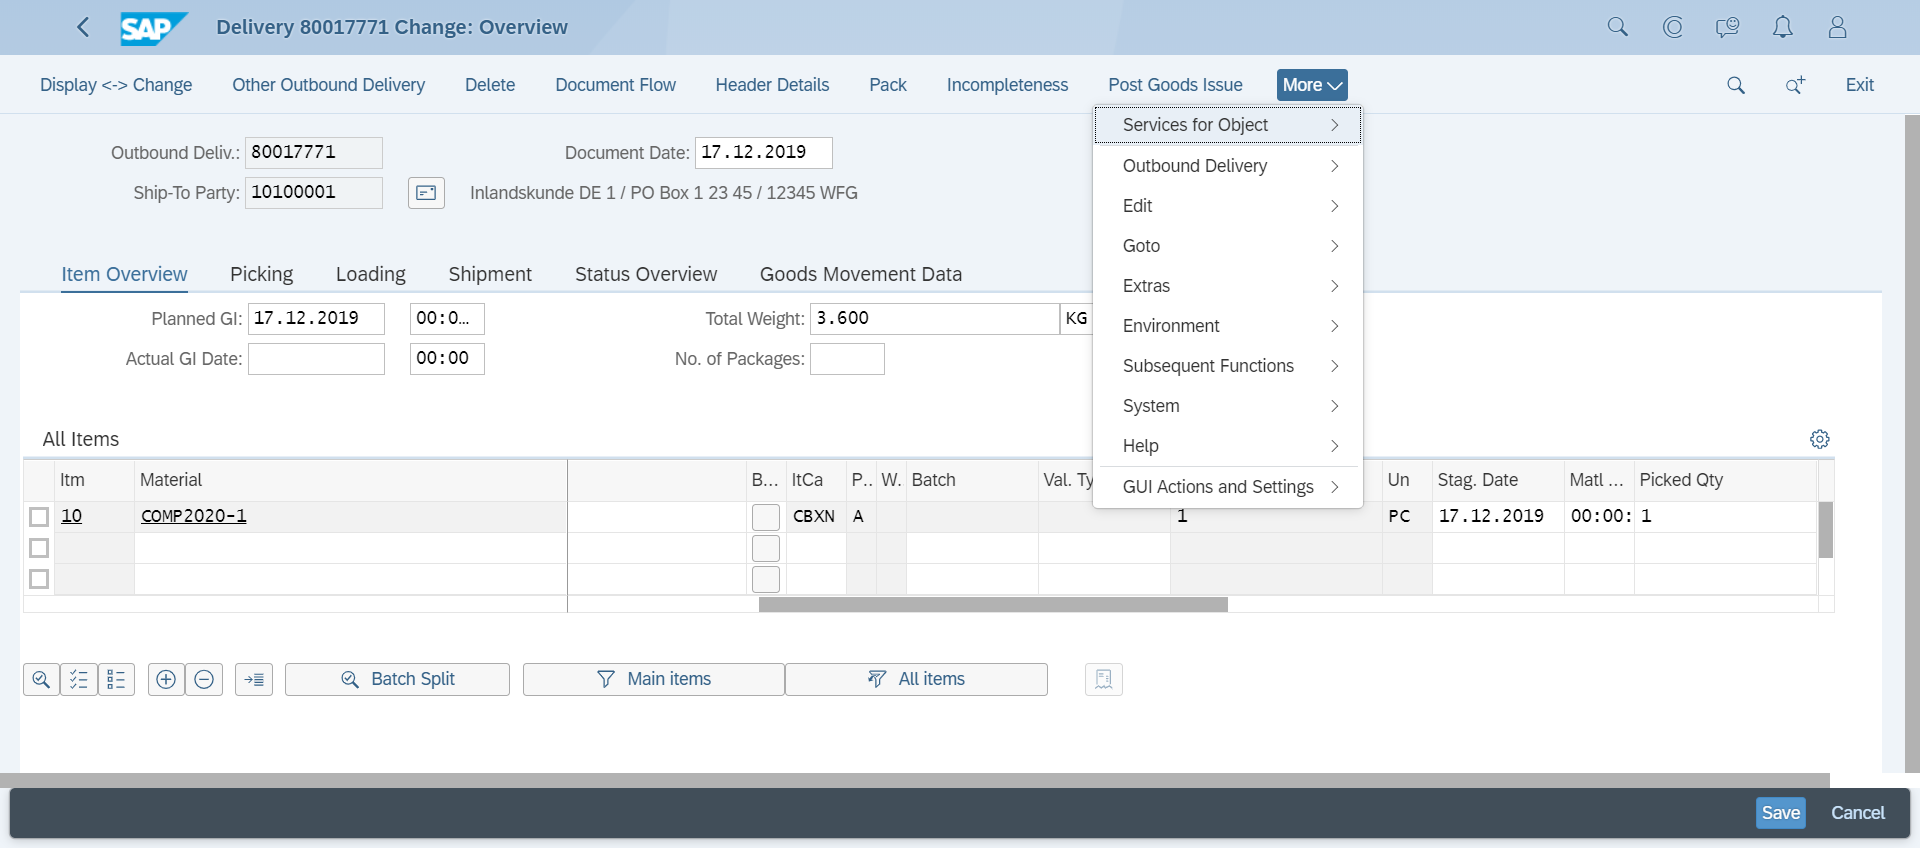 SAP Delivery 80017771 Change: Overview
Display <-> Change Other Outbound Delivery Delete Document Flow Header Details Pack Incompleteness Post Goods Issue More Exit
Services for Object
Outbound Delivery
Edit
Goto
Extras
Environment
Subsequent Functions
System
Help
GUI Actions and Settings
Outbound Deliv.: 80017771 Document Date: 17.12.2019
Ship-To Party: 10100001 Inlandskunde DE 1 / PO Box 1 23 45 / 12345 WFG
Item Overview Picking Loading Shipment Status Overview Goods Movement Data
Planned GI: 17.12.2019 00:0... Total Weight: 3.600 KG
Actual GI Date: 00:00 No. of Packages:
All Items
Itm Material B... ItCa P.. W. Batch Val. Ty Un Stag. Date Matl ... Picked Qty
10 COMP2020-1 CBXN A 1 PC 17.12.2019 00:00: 1
Batch Split Main items All items
Save Cancel